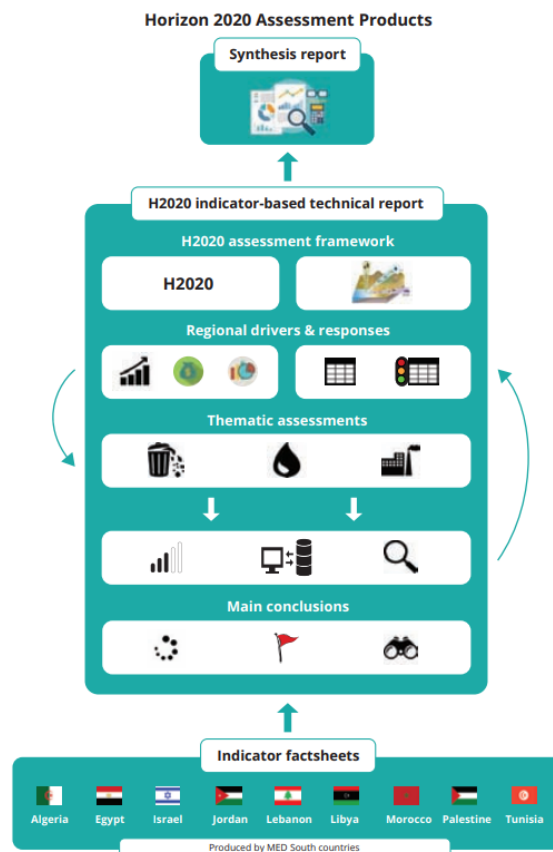 Horizon 2020 Assessment Products
Synthesis report
H2020 indicator-based technical report
H2020 assessment framework
H2020
Regional drivers & responses
Thematic assessments
Main conclusions
Indicator factsheets
Algeria Egypt Israel Jordan Lebanon Libya Morocco Palestine Tunisia
Produced by MED South countries